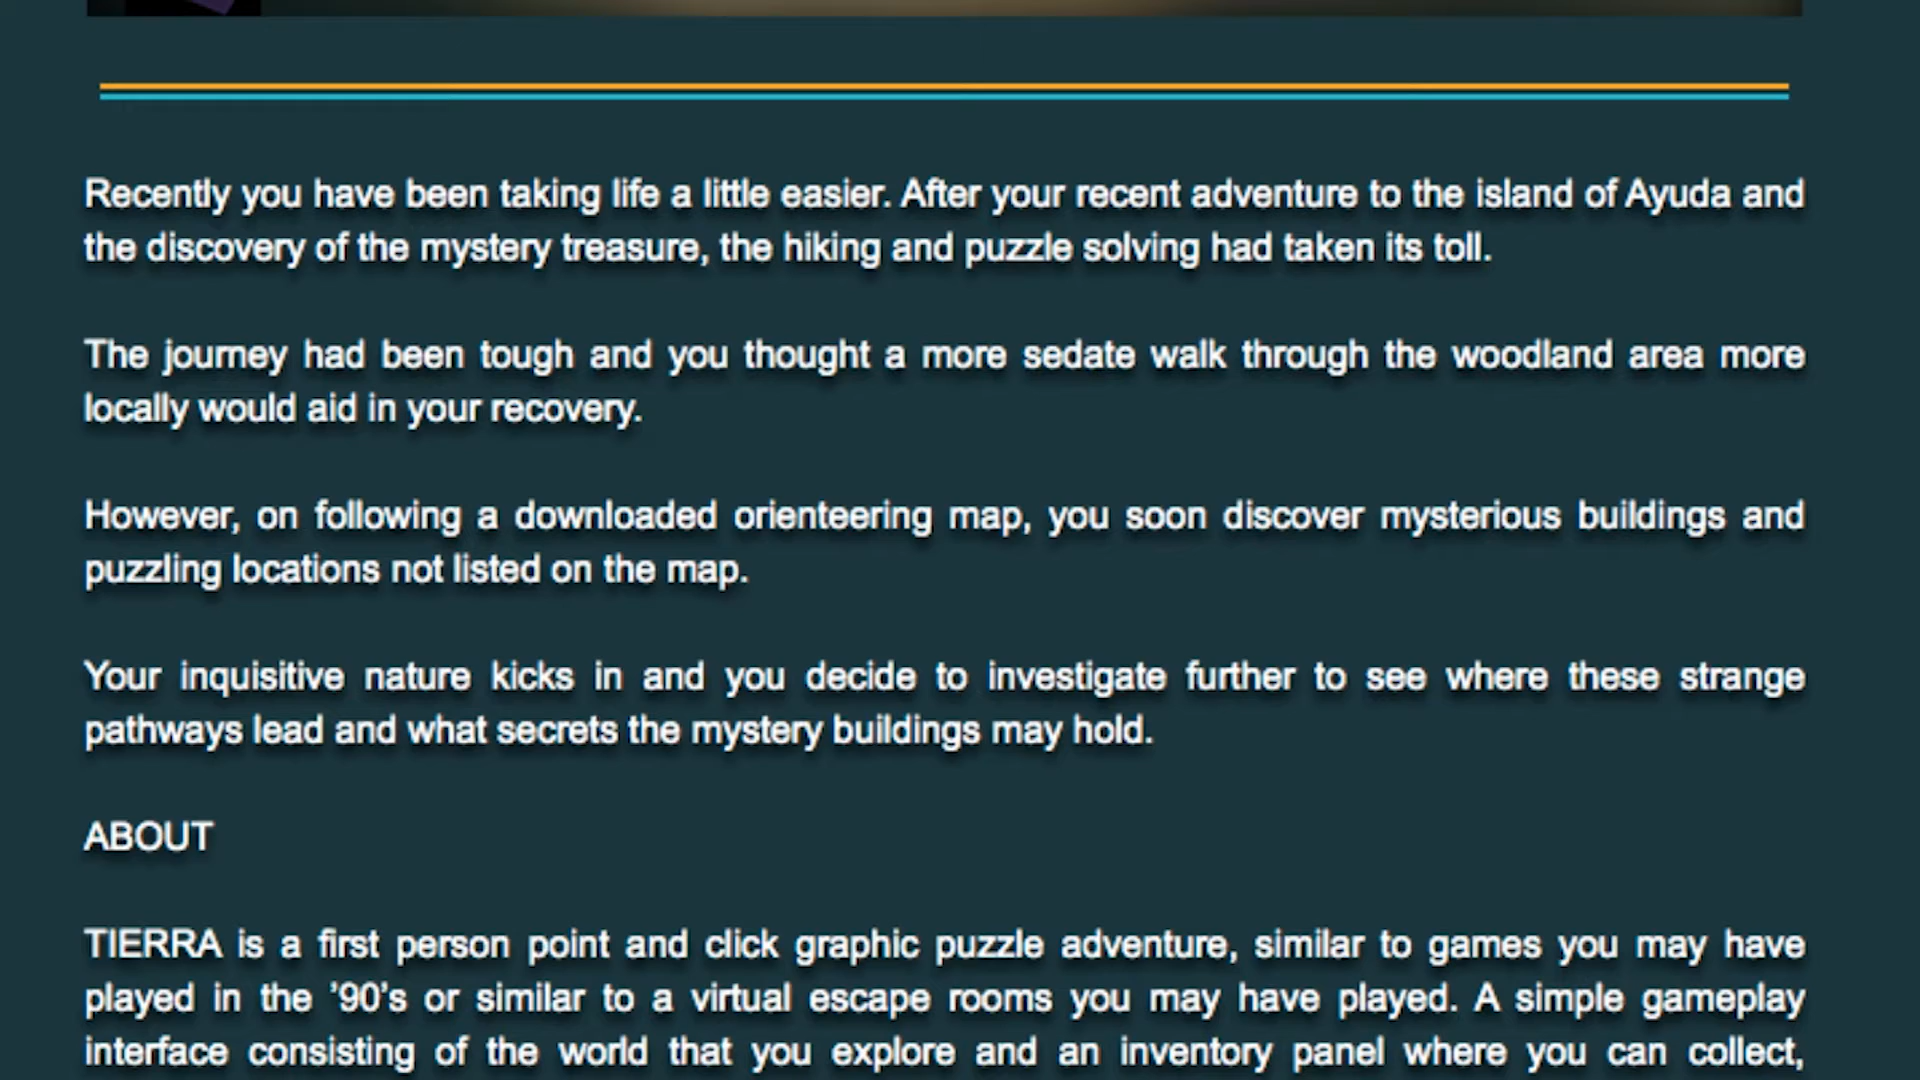 Recently you have been taking life a little easier. After your recent adventure to the island of Ayuda and
the discovery of the mystery treasure, the hiking and puzzle solving had taken its toll.
The journey had been tough and you thought a more sedate walk through the woodland area more
locally would aid in your recovery.
However, on following a downloaded orienteering map, you soon discover mysterious buildings and
puzzling locations not listed on the map.
Your inquisitive nature kicks in and you decide to investigate further to see where these strange
pathways lead and what secrets the mystery buildings may hold.
ABOUT
TIERRA is a first person point and click graphic puzzle adventure, similar to games you may have
played in the ’90’s or similar to a virtual escape rooms you may have played. A simple gameplay
interface consisting of the world that you explore and an inventory panel where you can collect,